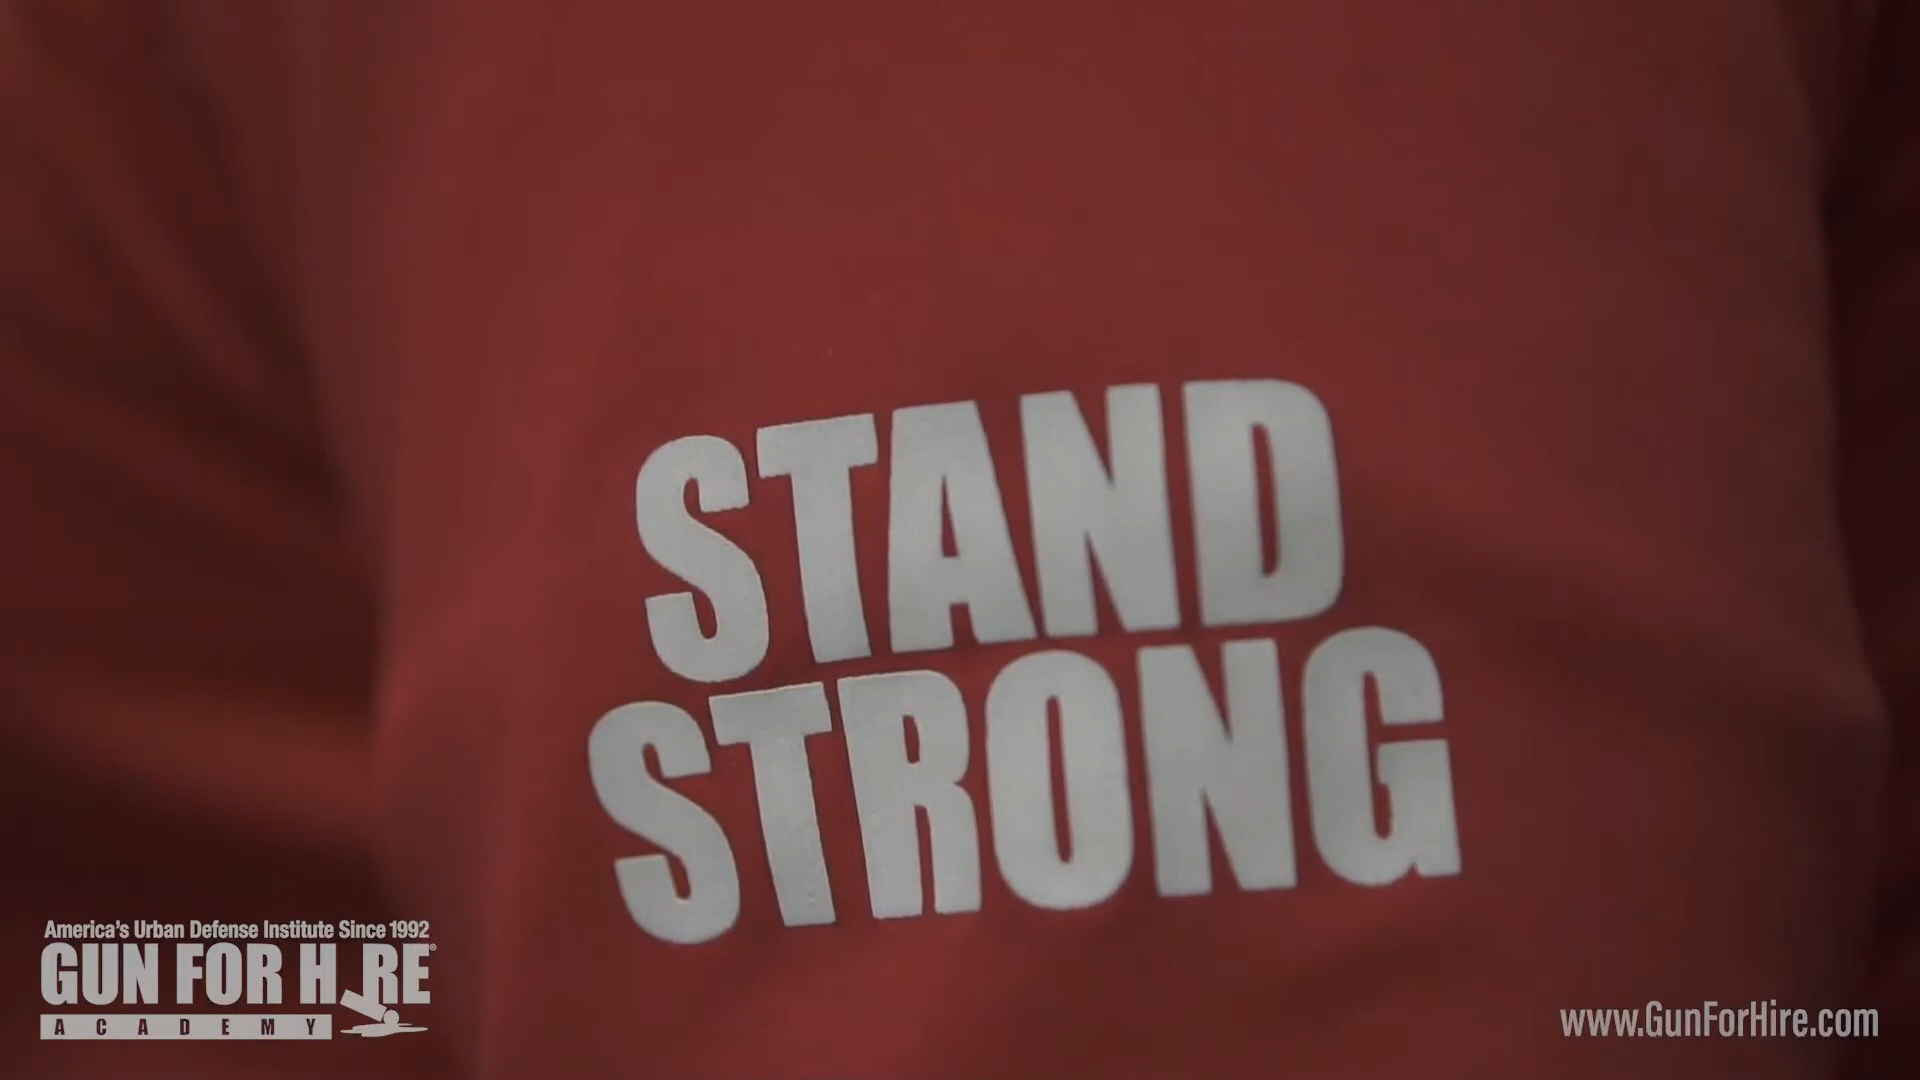 STAND
STRONG
America's Urban Defense Institute Since 1992
GUN FOR HIRE®
ACADEMY
www.GunForHire.com